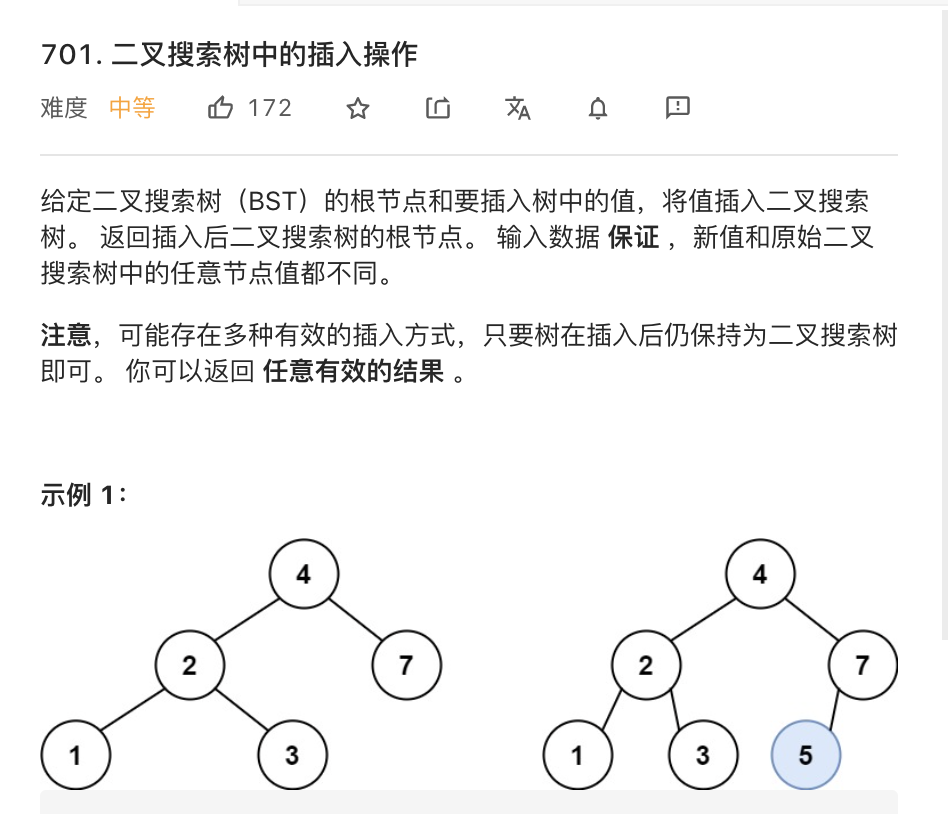 701. 二叉搜索树中的插入操作
难度 中等 172
给定二叉搜索树（BST）的根节点和要插入树中的值，将值插入二叉搜索
树。 返回插入后二叉搜索树的根节点。 输入数据 保证 ，新值和原始二叉
搜索树中的任意节点值都不同。
注意，可能存在多种有效的插入方式，只要树在插入后仍保持为二叉搜索树
即可。 你可以返回 任意有效的结果 。
示例 1：
4 4
2 7 2 7
1 3 1 3 5